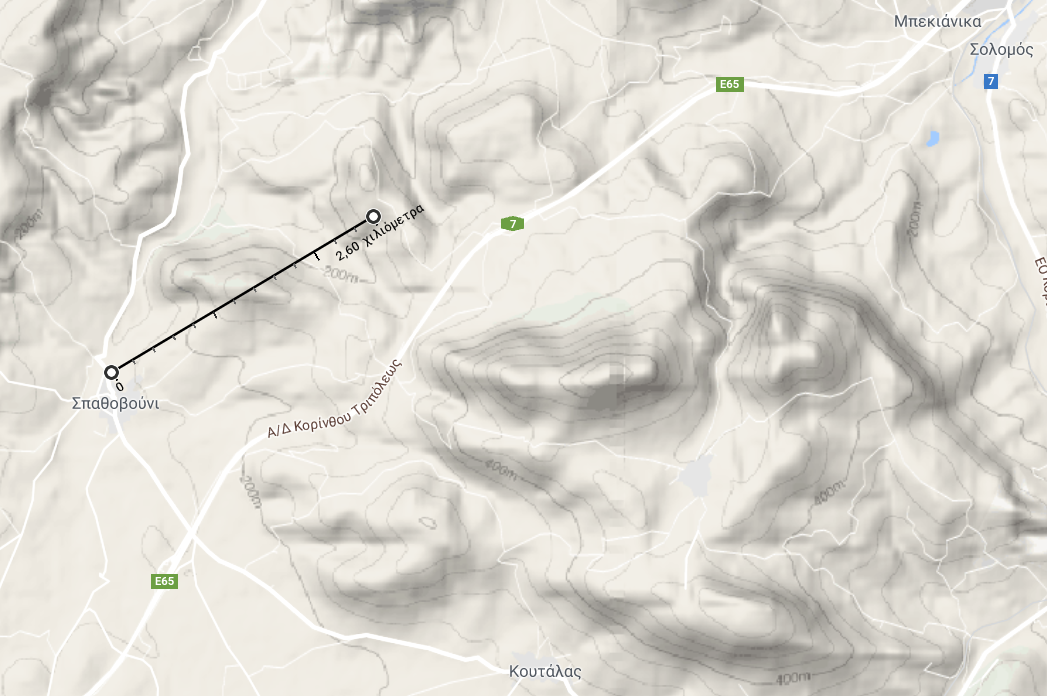 Μπεκιάνικα
Σολομός
7
E65
200m
200m
2,60 χιλιόμετρα
7
200m
0
Σπαθοβούνι
Α/Δ Κορίνθου Τριπόλεως
400m
200m
400m
E65
Κουτάλας
400m